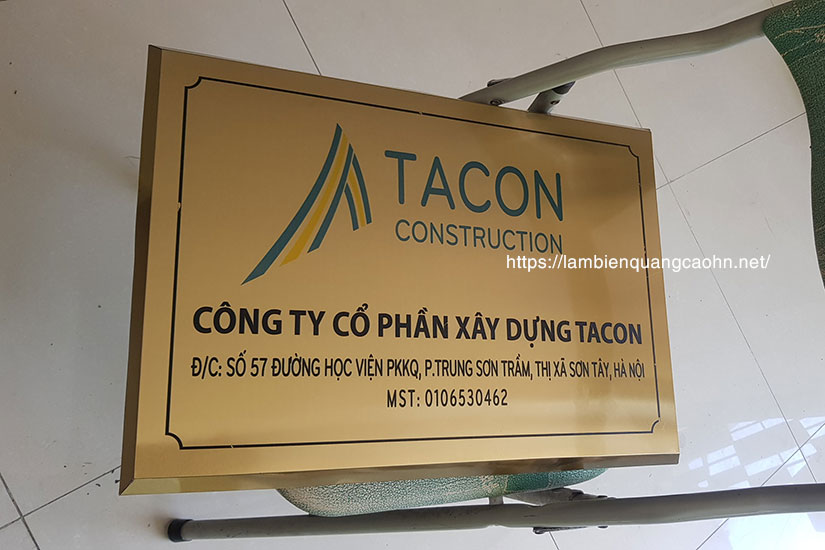 TACON
CONSTRUCTION
https://lambienquangcaohn.net/
CÔNG TY CỔ PHẦN XÂY DỰNG TACON
Đ/C: SỐ 57 ĐƯỜNG HỌC VIỆN PKKQ, P.TRUNG SƠN TRẦM, THỊ XÃ SƠN TÂY, HÀ NỘI
MST: 0106530462